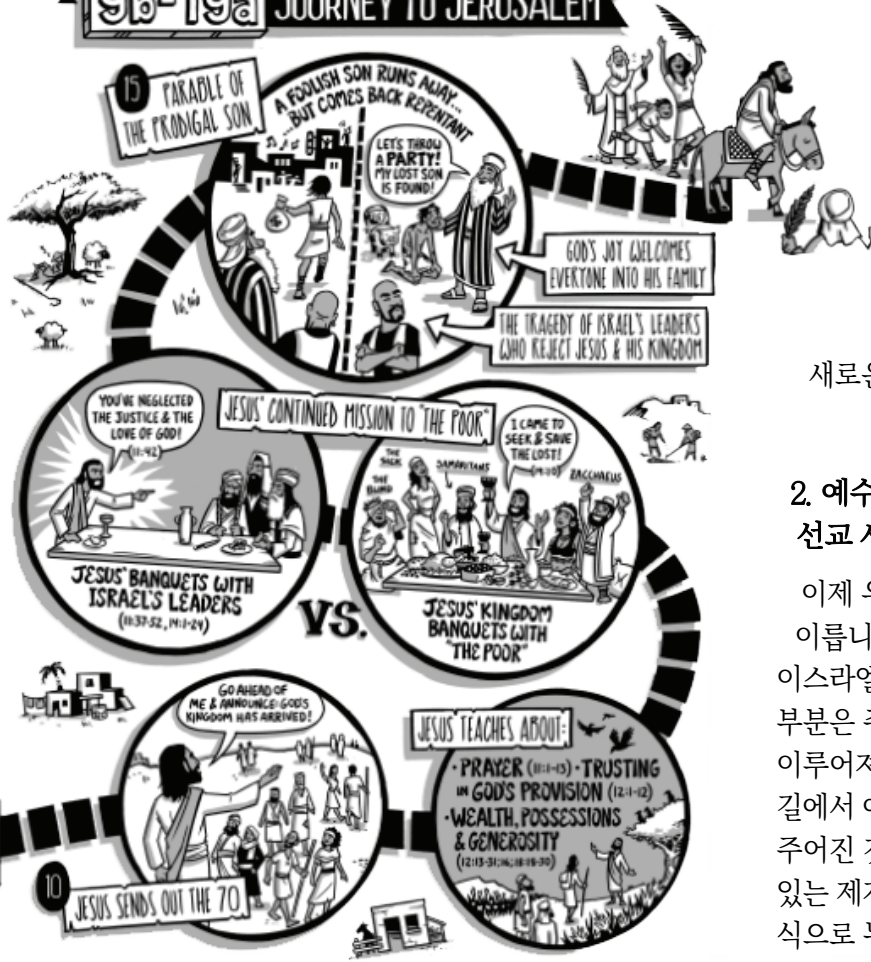 9b-19a JOURNEY TO JERUSALEM
15 PARABLE OF
THE PRODIGAL SON
A FOOLISH SON RUNS AWAY...
...BUT COMES BACK REPENTANT
LET'S THROW
A PARTY!
MY LOST SON
IS FOUND!
GOD'S JOY WELCOMES
EVERYONE INTO HIS FAMILY
THE TRAGEDY OF ISRAEL'S LEADERS
WHO REJECT JESUS & HIS KINGDOM
JESUS' CONTINUED MISSION TO "THE POOR"
YOU'VE NEGLECTED
THE JUSTICE & THE
LOVE OF GOD!
(11:42)
JESUS' BANQUETS WITH
ISRAEL'S LEADERS
(11:37-52, 14:1-24)
VS.
I CAME TO
SEEK & SAVE
THE LOST!
(19:10)
THE SICK
THE BLIND
SAMARITANS
ZACCHAEUS
JESUS' KINGDOM
BANQUETS WITH
"THE POOR"
GO AHEAD OF
ME & ANNOUNCE: GOD'S
KINGDOM HAS ARRIVED!
10 JESUS SENDS OUT THE 70
JESUS TEACHES ABOUT:
• PRAYER (11:1-13) • TRUSTING
IN GOD'S PROVISION (12:1-12)
• WEALTH, POSSESSIONS
& GENEROSITY
(12:13-31;16;18:18-30)
새로운
2. 예수
선교
이제
이릅니
이스라엘
부분은
이루어져
길에서
주어진
있는 제자
식으로